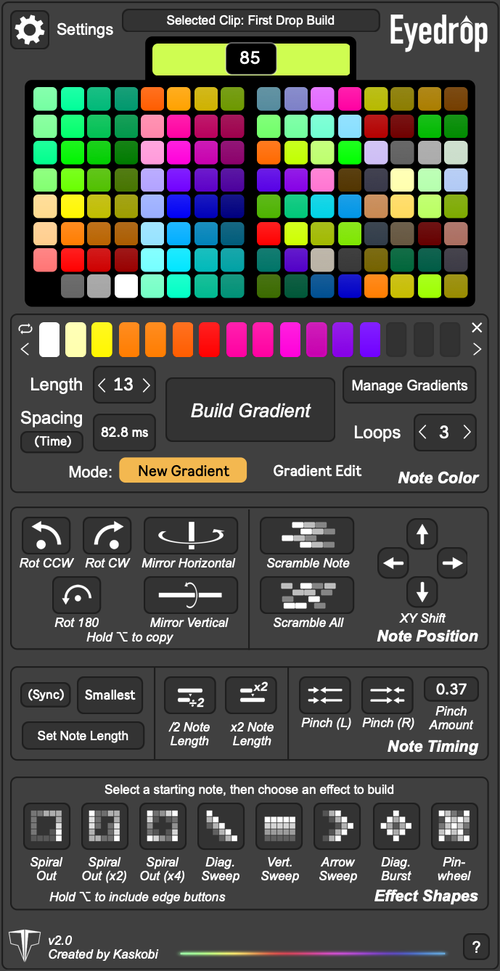 Settings
Selected Clip: First Drop Build
Eyedrop
85
Length
13
Spacing
(Time)
82.8 ms
Build Gradient
Manage Gradients
Loops
3
Mode:
New Gradient
Gradient Edit
Note Color
Rot CCW
Rot CW
Mirror Horizontal
Rot 180
Mirror Vertical
Hold ⌥ to copy
Scramble Note
Scramble All
XY Shift
Note Position
(Sync)
Smallest
Set Note Length
÷2
/2 Note
Length
x2
x2 Note
Length
Pinch (L)
Pinch (R)
0.37
Pinch
Amount
Note Timing
Select a starting note, then choose an effect to build
Spiral
Out
Spiral
Out (x2)
Spiral
Out (x4)
Diag.
Sweep
Vert.
Sweep
Arrow
Sweep
Diag.
Burst
Pin-
wheel
Hold ⌥ to include edge buttons
Effect Shapes
v2.0
Created by Kaskobi
?